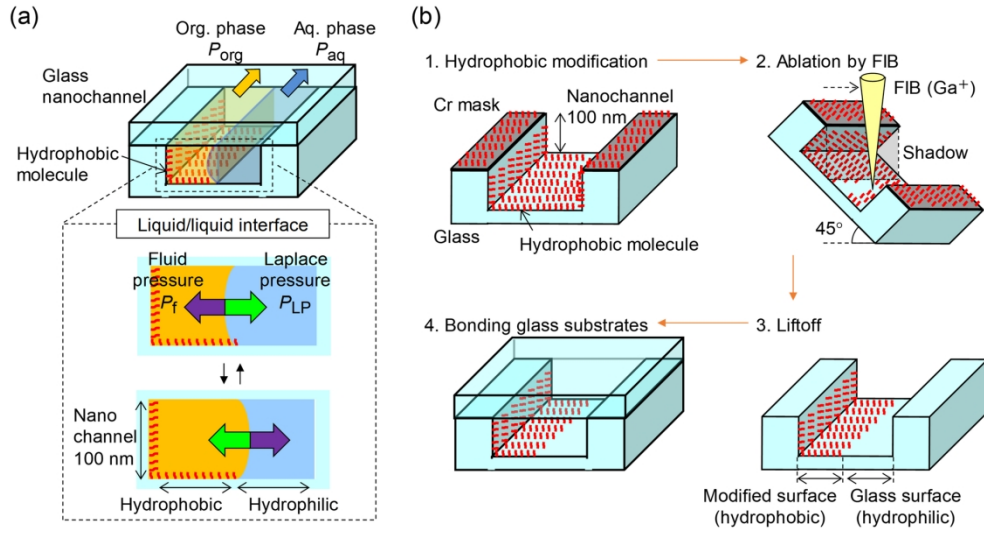 (a)
Org. phase
Porg
Aq. phase
Paq
Glass
nanochannel
Hydrophobic
molecule
Liquid/liquid interface
Fluid
pressure
Pf
Laplace
pressure
PLP
Nano
channel
100 nm
Hydrophobic
Hydrophilic
(b)
1. Hydrophobic modification
2. Ablation by FIB
Cr mask
Nanochannel
100 nm
Glass
Hydrophobic molecule
FIB (Ga+)
Shadow
45°
4. Bonding glass substrates
3. Liftoff
Modified surface
(hydrophobic)
Glass surface
(hydrophilic)